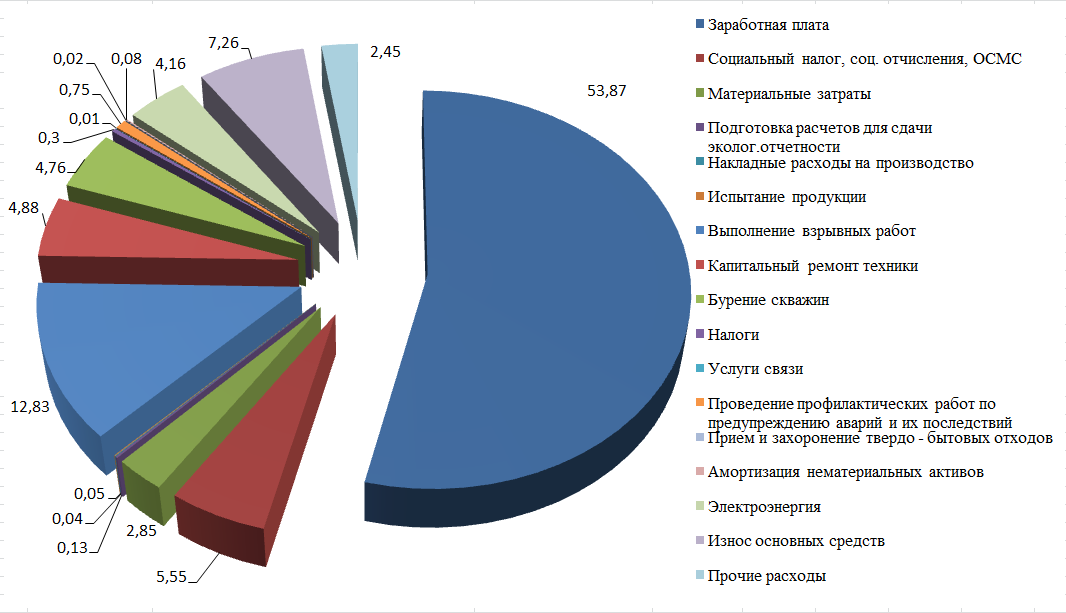 7,26
2,45
0,02
0,08
4,16
53,87
0,75
0,01
0,3
4,76
4,88
12,83
0,05
0,04
0,13
2,85
5,55
Заработная плата
Социальный налог, соц. отчисления, ОСМС
Материальные затраты
Подготовка расчетов для сдачи
эколог.отчетности
Накладные расходы на производство
Испытание продукции
Выполнение взрывных работ
Капитальный ремонт техники
Бурение скважин
Налоги
Услуги связи
Проведение профилактических работ по
предупреждению аварий и их последствий
Прием и захоронение твердо - бытовых отходов
Амортизация нематериальных активов
Электроэнергия
Износ основных средств
Прочие расходы